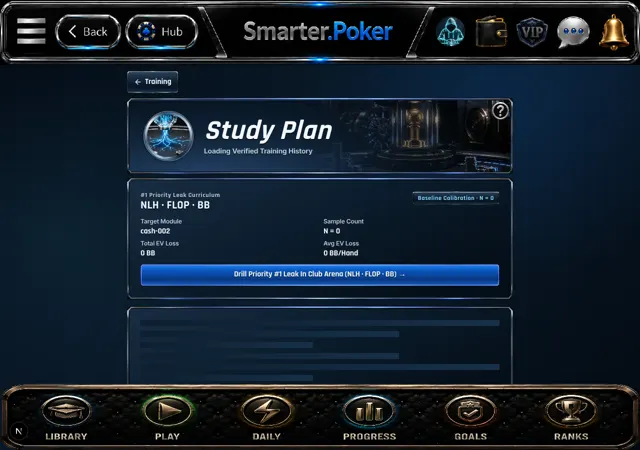 Back
Hub
Smarter.Poker
VIP
← Training
Study Plan
Loading Verified Training History
?
#1 Priority Leak Curriculum
NLH · FLOP · BB
Baseline Calibration · N = 0
Target Module
cash-002
Sample Count
N = 0
Total EV Loss
0 BB
Avg EV Loss
0 BB/Hand
Drill Priority #1 Leak In Club Arena (NLH · FLOP · BB) →
N
LIBRARY
PLAY
DAILY
PROGRESS
GOALS
RANKS